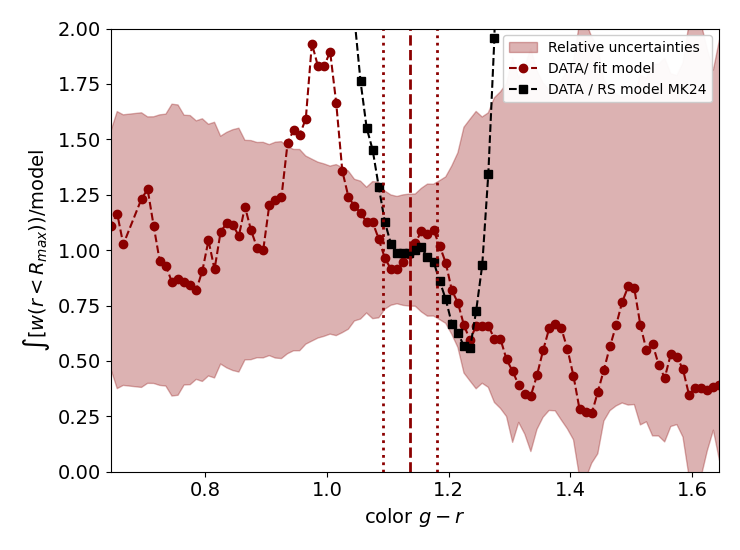 2.00
1.75
1.50
1.25
1.00
0.75
0.50
0.25
0.00
∫[w(r < R_{max}))/model
Relative uncertainties
DATA/ fit model
DATA / RS model MK24
0.8
1.0
1.2
1.4
1.6
color g − r